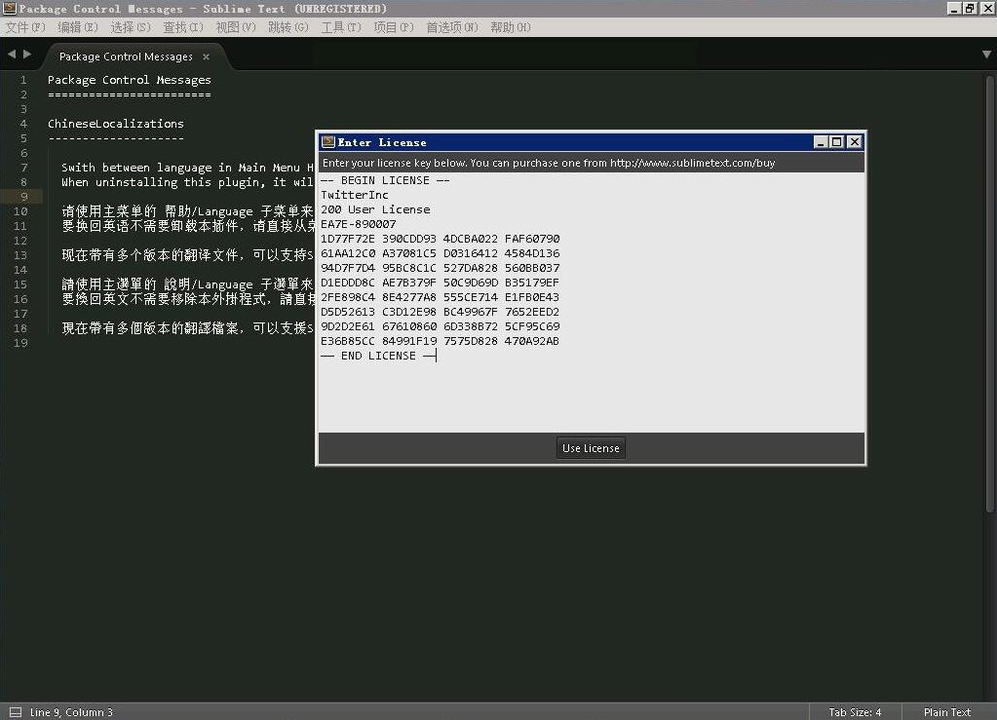 Package Control Messages - Sublime Text (UNREGISTERED)
文件(F) 编辑(E) 选择(S) 查找(I) 视图(V) 跳转(G) 工具(T) 项目(P) 首选项(N) 帮助(H)
Package Control Messages ×
1 Package Control Messages
2 ========================
3
4 ChineseLocalizations
5 --------------------
6
7 Swith between language in Main Menu H
8 When uninstalling this plugin, it wil
9
10 请使用主菜单的 帮助/Language 子菜单来
11 要换回英语不需要卸载本插件，请直接从菜
12
13 现在带有多个版本的翻译文件，可以支持S
14
15 請使用主選單的 說明/Language 子選單來
16 要換回英文不需要移除本外掛程式，請直接
17
18 現在帶有多個版本的翻譯檔案，可以支援S
19
Enter License
Enter your license key below. You can purchase one from http://www.sublimetext.com/buy
—– BEGIN LICENSE —–
TwitterInc
200 User License
EA7E-890007
1D77F72E 390CDD93 4DCBA022 FAF60790
61AA12C0 A37081C5 D0316412 4584D136
94D7F7D4 95BC8C1C 527DA828 560BB037
D1EDDD8C AE7B379F 50C9D69D B35179EF
2FE898C4 8E4277A8 555CE714 E1FB0E43
D5D52613 C3D12E98 BC49967F 7652EED2
9D2D2E61 67610860 6D338B72 5CF95C69
E36B85CC 84991F19 7575D828 470A92AB
—– END LICENSE —–
Use License
Line 9, Column 3
Tab Size: 4
Plain Text